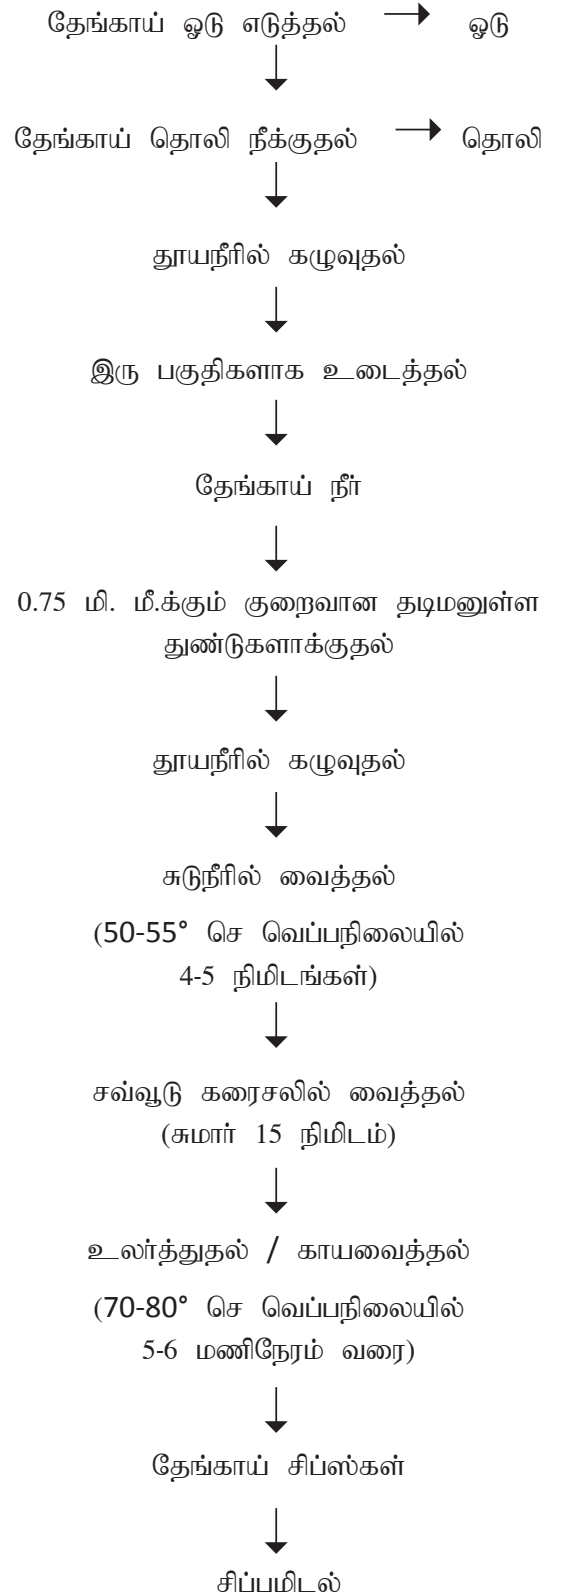 தேங்காய் ஓடு எடுத்தல் → ஓடு
தேங்காய் தொலி நீக்குதல் → தொலி
தூயநீரில் கழுவுதல்
இரு பகுதிகளாக உடைத்தல்
தேங்காய் நீர்
0.75 மி. மீ.க்கும் குறைவான தடிமனுள்ள
துண்டுகளாக்குதல்
தூயநீரில் கழுவுதல்
சுடுநீரில் வைத்தல்
(50-55° செ வெப்பநிலையில்
4-5 நிமிடங்கள்)
சவ்வூடு கரைசலில் வைத்தல்
(சுமார் 15 நிமிடம்)
உலர்த்துதல் / காயவைத்தல்
(70-80° செ வெப்பநிலையில்
5-6 மணிநேரம் வரை)
தேங்காய் சிப்ஸ்கள்
சிப்பமிடல்